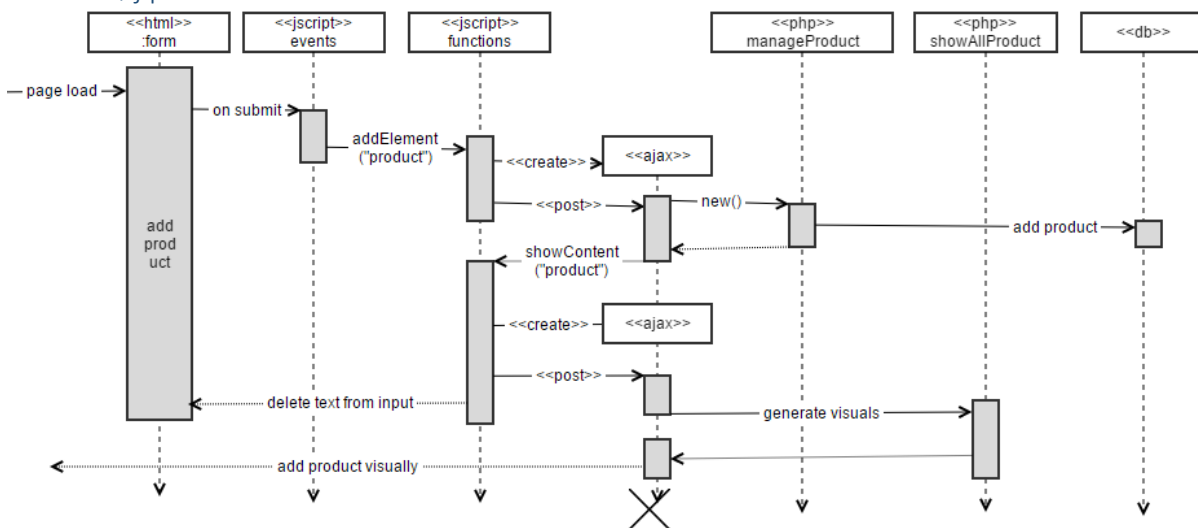 <<html>>
:form
<<jscript>>
events
<<jscript>>
functions
<<php>>
manageProduct
<<php>>
showAllProduct
<<db>>
page load
on submit
addElement
("product")
<<create>>
<<ajax>>
<<post>>
new()
add
prod
uct
add product
showContent
("product")
<<create>>
<<ajax>>
<<post>>
delete text from input
generate visuals
add product visually